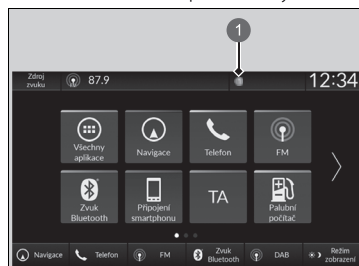 1
Zdroj
zvuku
87.9
12:34
Všechny
aplikace
Navigace
Telefon
FM
Zvuk
Bluetooth
Připojení
smartphonu
TA
Palubní
počítač
Navigace
Telefon
FM
Zvuk
Bluetooth
DAB
Režim
zobrazení